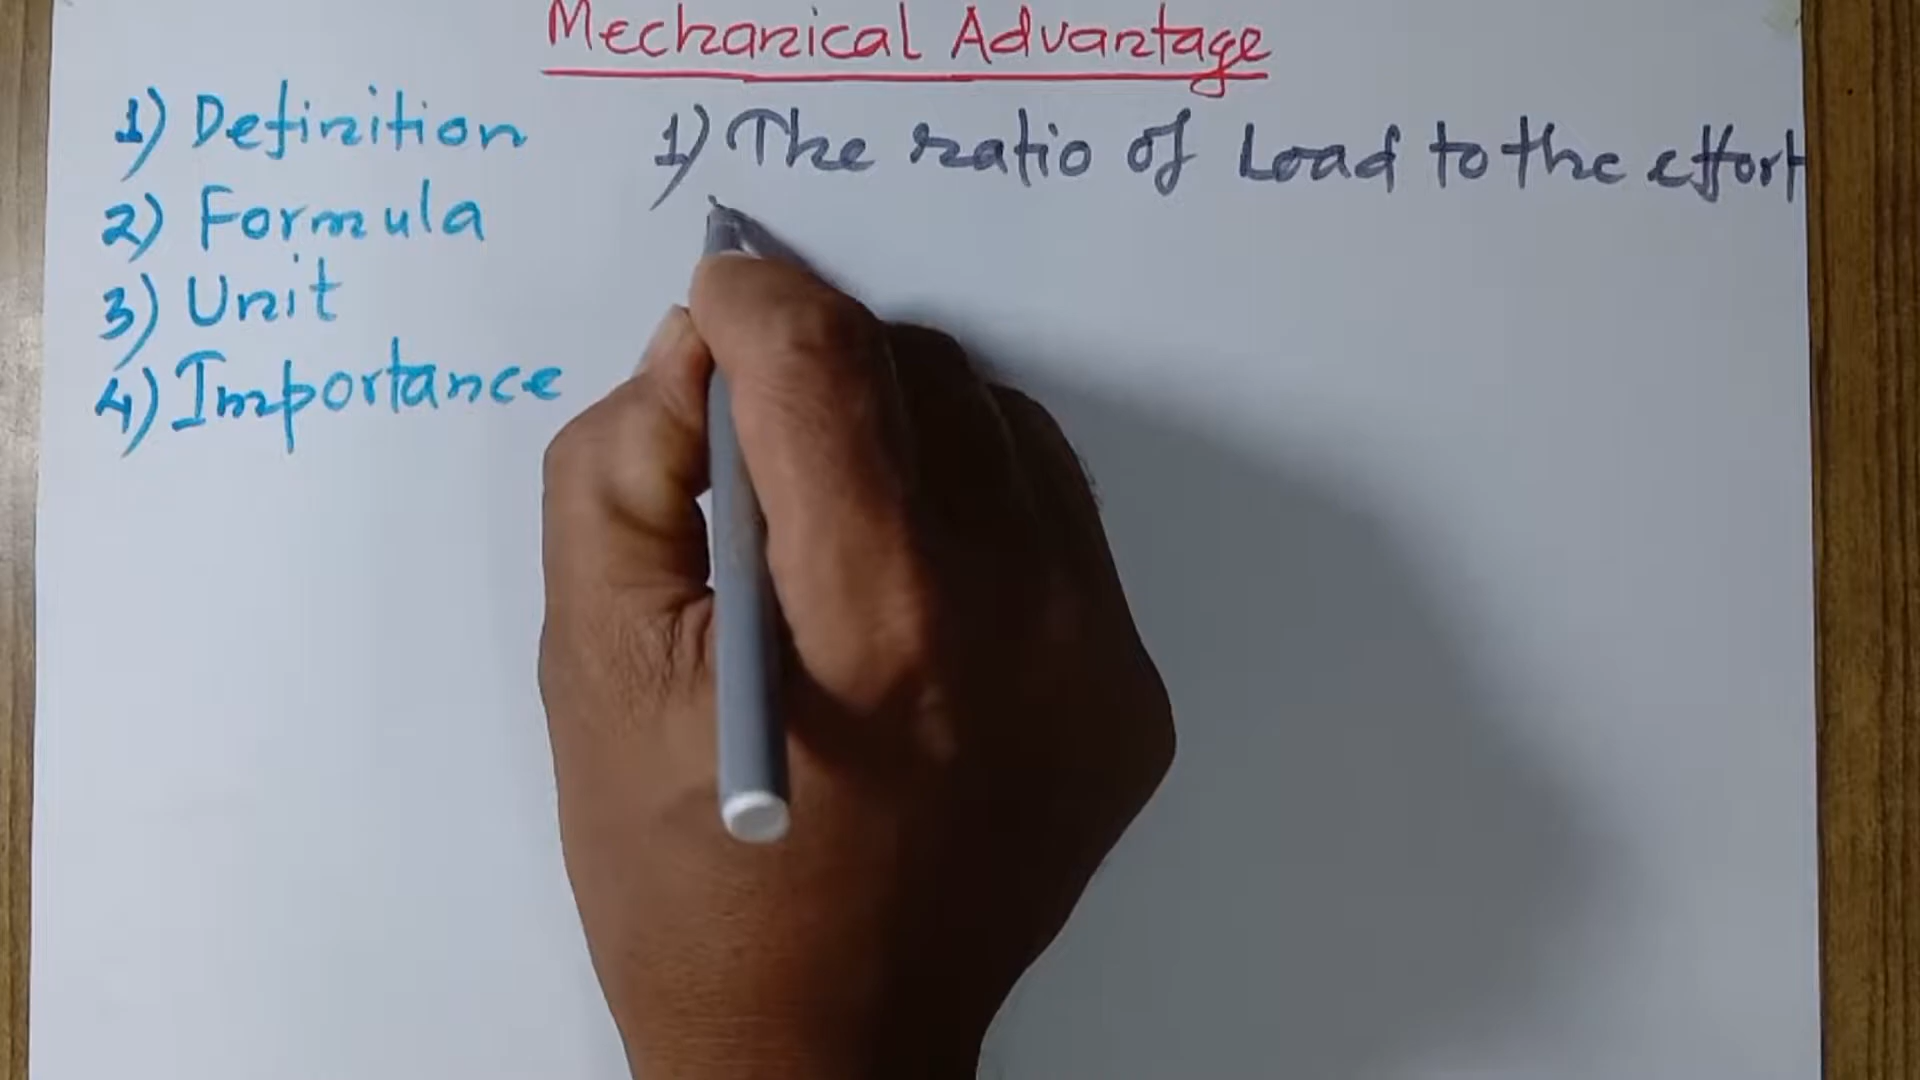 Mechanical Advantage
1) Definition
2) Formula
3) Unit
4) Importance
1) The ratio of Load to the effort